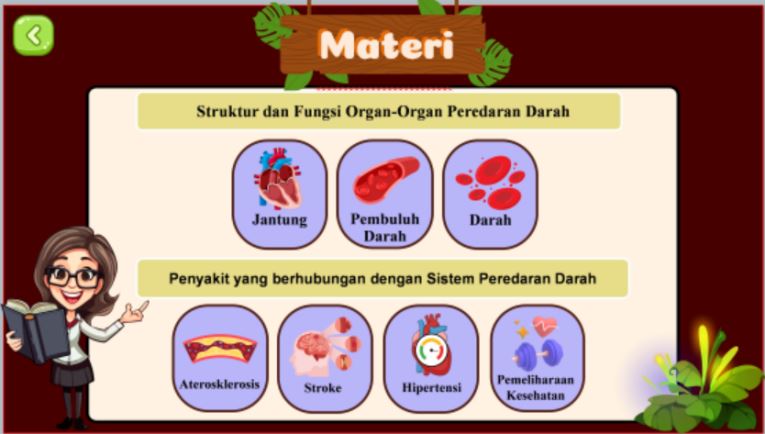 Materi
Struktur dan Fungsi Organ-Organ Peredaran Darah
Jantung
Pembuluh
Darah
Darah
Penyakit yang berhubungan dengan Sistem Peredaran Darah
Aterosklerosis
Stroke
Hipertensi
Pemeliharaan
Kesehatan